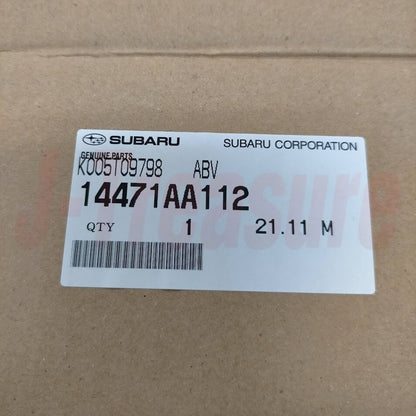 SUBARU SUBARU CORPORATION
GENUINE PARTS
K005T09798 ABV
14471AA112
QTY 1 21.11 M